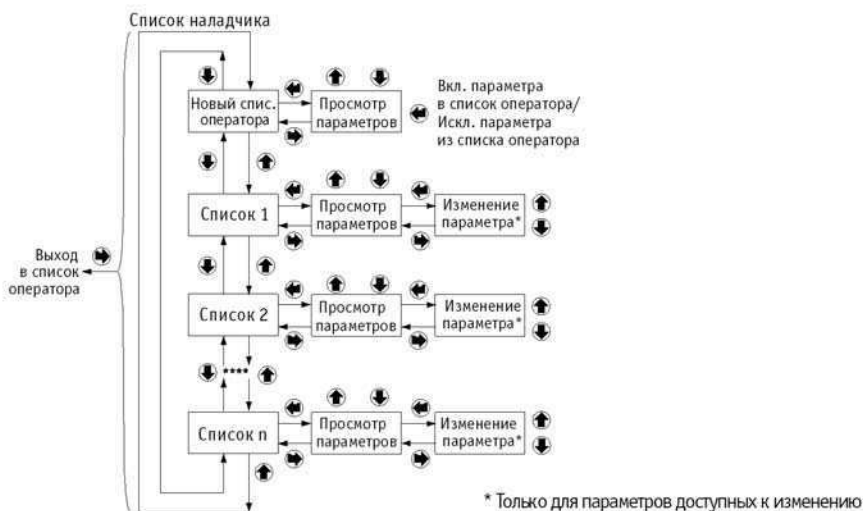 Список наладчика
Новый спис.
оператора
Просмотр
параметров
Вкл. параметра
в список оператора/
Искл. параметра
из списка оператора
Список 1
Просмотр
параметров
Изменение
параметра*
Выход
в список
оператора
Список 2
Просмотр
параметров
Изменение
параметра*
****
Список n
Просмотр
параметров
Изменение
параметра*
* Только для параметров доступных к изменению